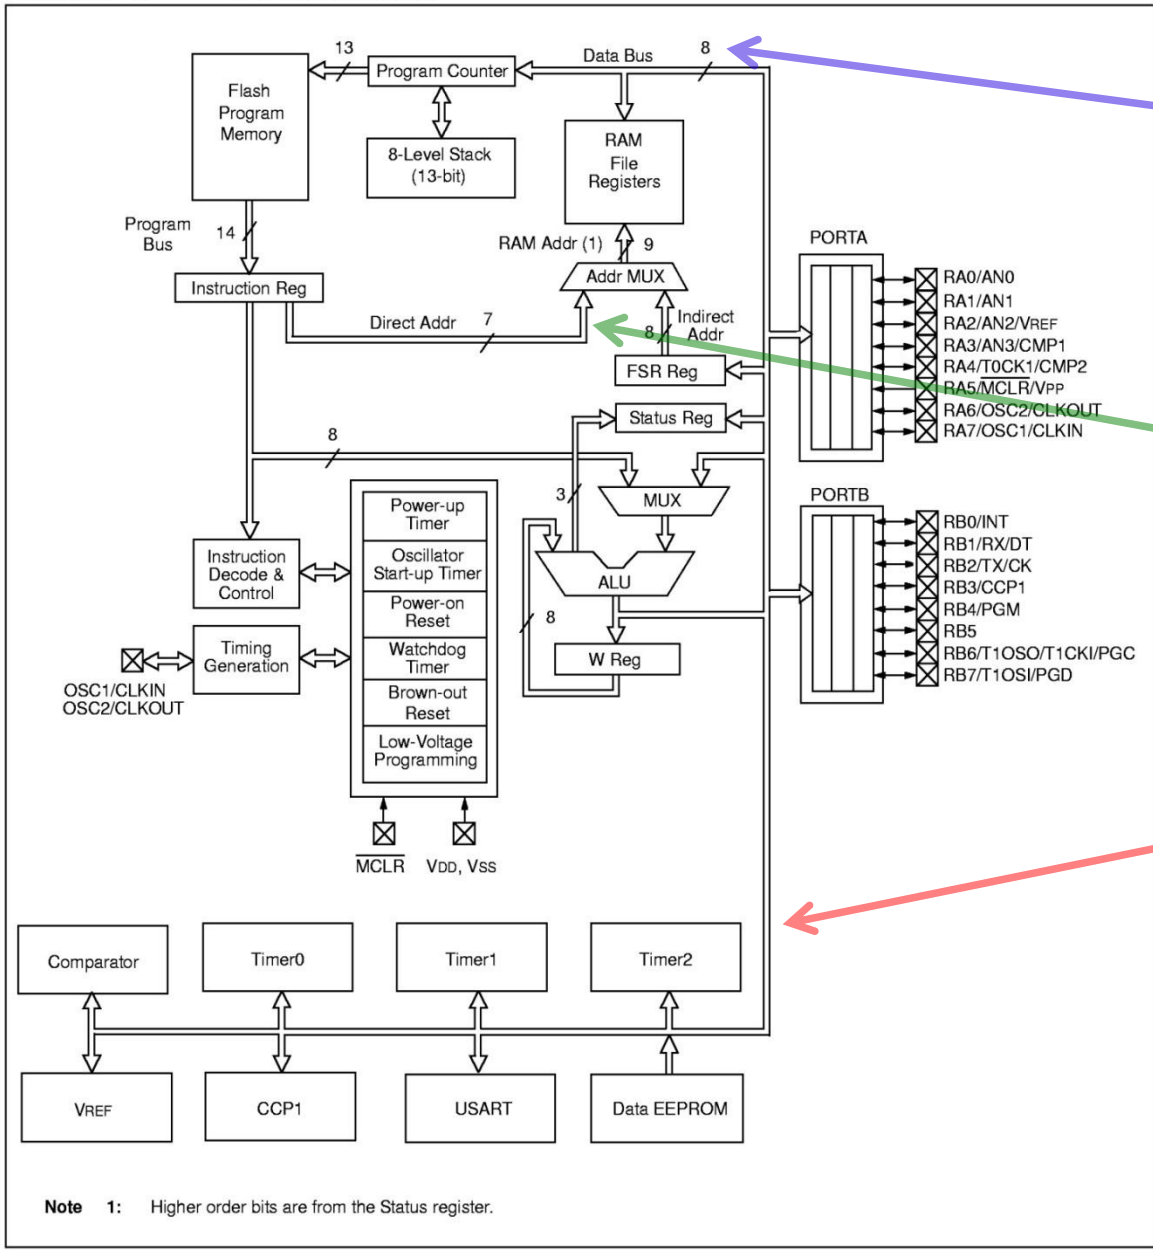 13
Data Bus
8
Program Counter
Flash
Program
Memory
8-Level Stack
(13-bit)
RAM
File
Registers
Program
Bus
14
RAM Addr (1)
9
PORTA
Addr MUX
Instruction Reg
Direct Addr
7
8
Indirect
Addr
FSR Reg
RA0/AN0
RA1/AN1
RA2/AN2/VREF
RA3/AN3/CMP1
RA4/T0CK1/CMP2
RA5/MCLR/VPP
RA6/OSC2/CLKOUT
RA7/OSC1/CLKIN
Status Reg
8
3
MUX
PORTB
Power-up
Timer
Oscillator
Start-up Timer
Power-on
Reset
Watchdog
Timer
Brown-out
Reset
Low-Voltage
Programming
Instruction
Decode &
Control
ALU
8
W Reg
Timing
Generation
OSC1/CLKIN
OSC2/CLKOUT
RB0/INT
RB1/RX/DT
RB2/TX/CK
RB3/CCP1
RB4/PGM
RB5
RB6/T1OSO/T1CKI/PGC
RB7/T1OSI/PGD
MCLR
VDD, VSS
Comparator
Timer0
Timer1
Timer2
VREF
CCP1
USART
Data EEPROM
Note 1: Higher order bits are from the Status register.